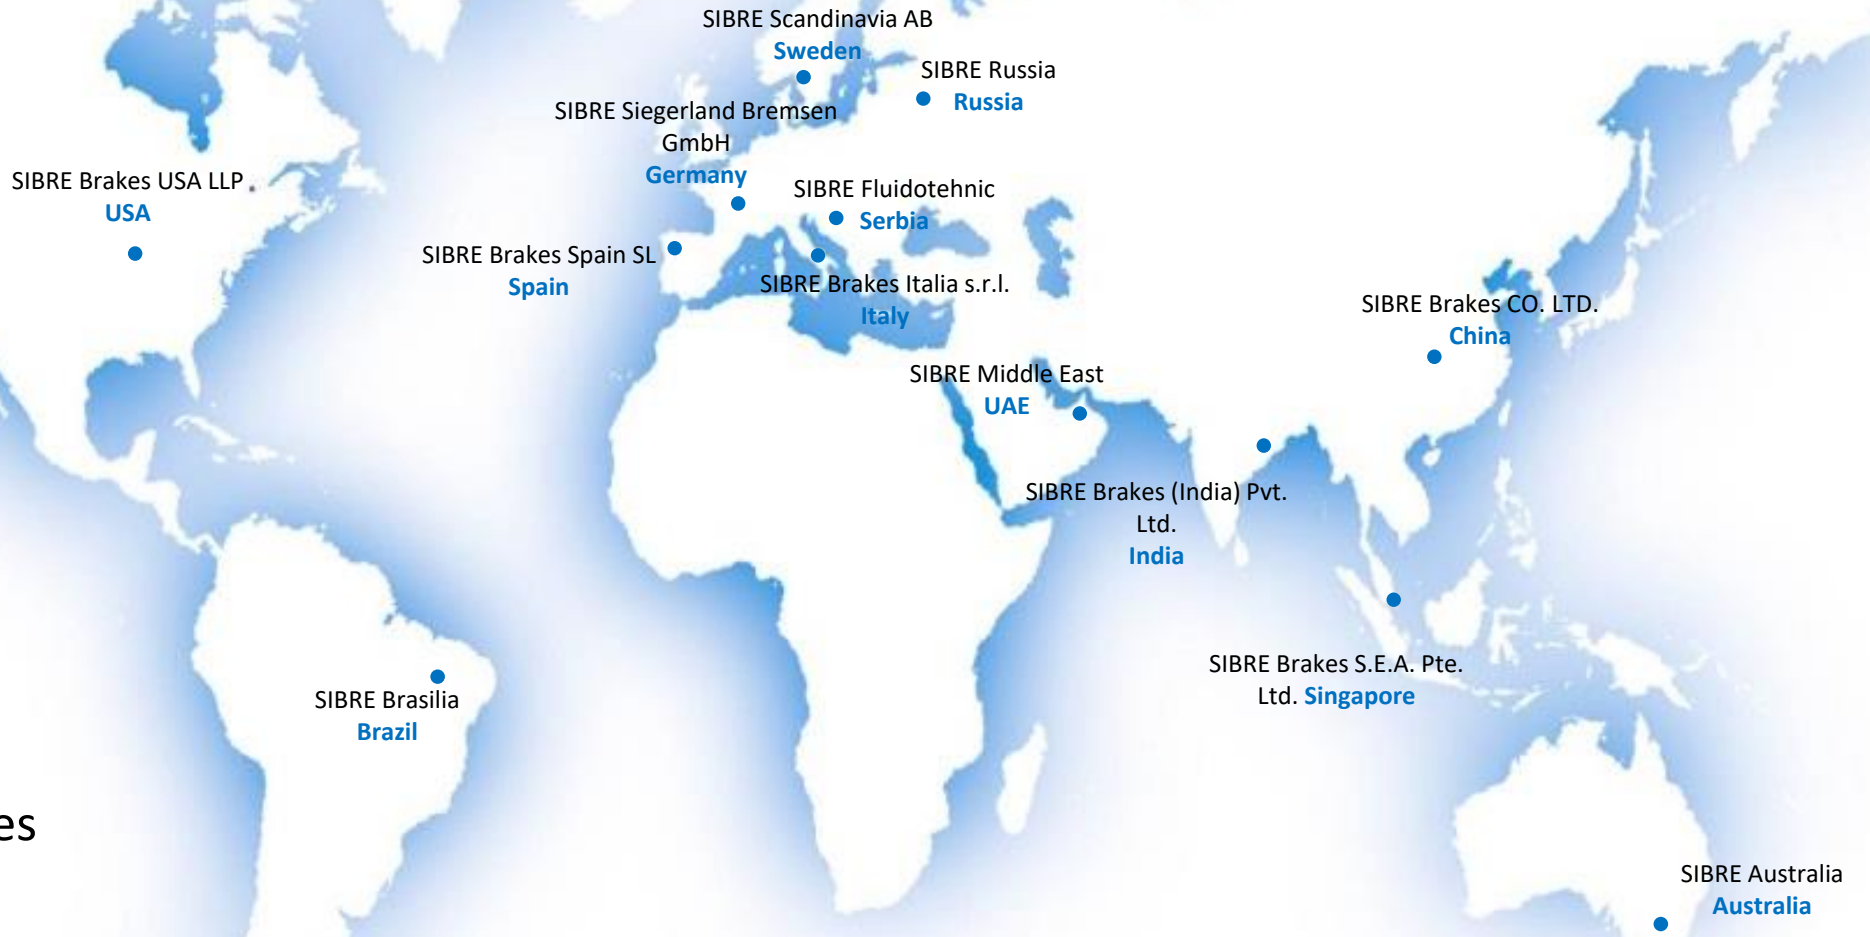 SIBRE Scandinavia AB
Sweden
SIBRE Russia
Russia
SIBRE Siegerland Bremsen
GmbH
Germany
SIBRE Brakes USA LLP
USA
SIBRE Fluidotehnic
Serbia
SIBRE Brakes Spain SL
Spain
SIBRE Brakes Italia s.r.l.
Italy
SIBRE Brakes CO. LTD.
China
SIBRE Middle East
UAE
SIBRE Brakes (India) Pvt.
Ltd.
India
SIBRE Brakes S.E.A. Pte.
Ltd. Singapore
SIBRE Brasilia
Brazil
es
SIBRE Australia
Australia